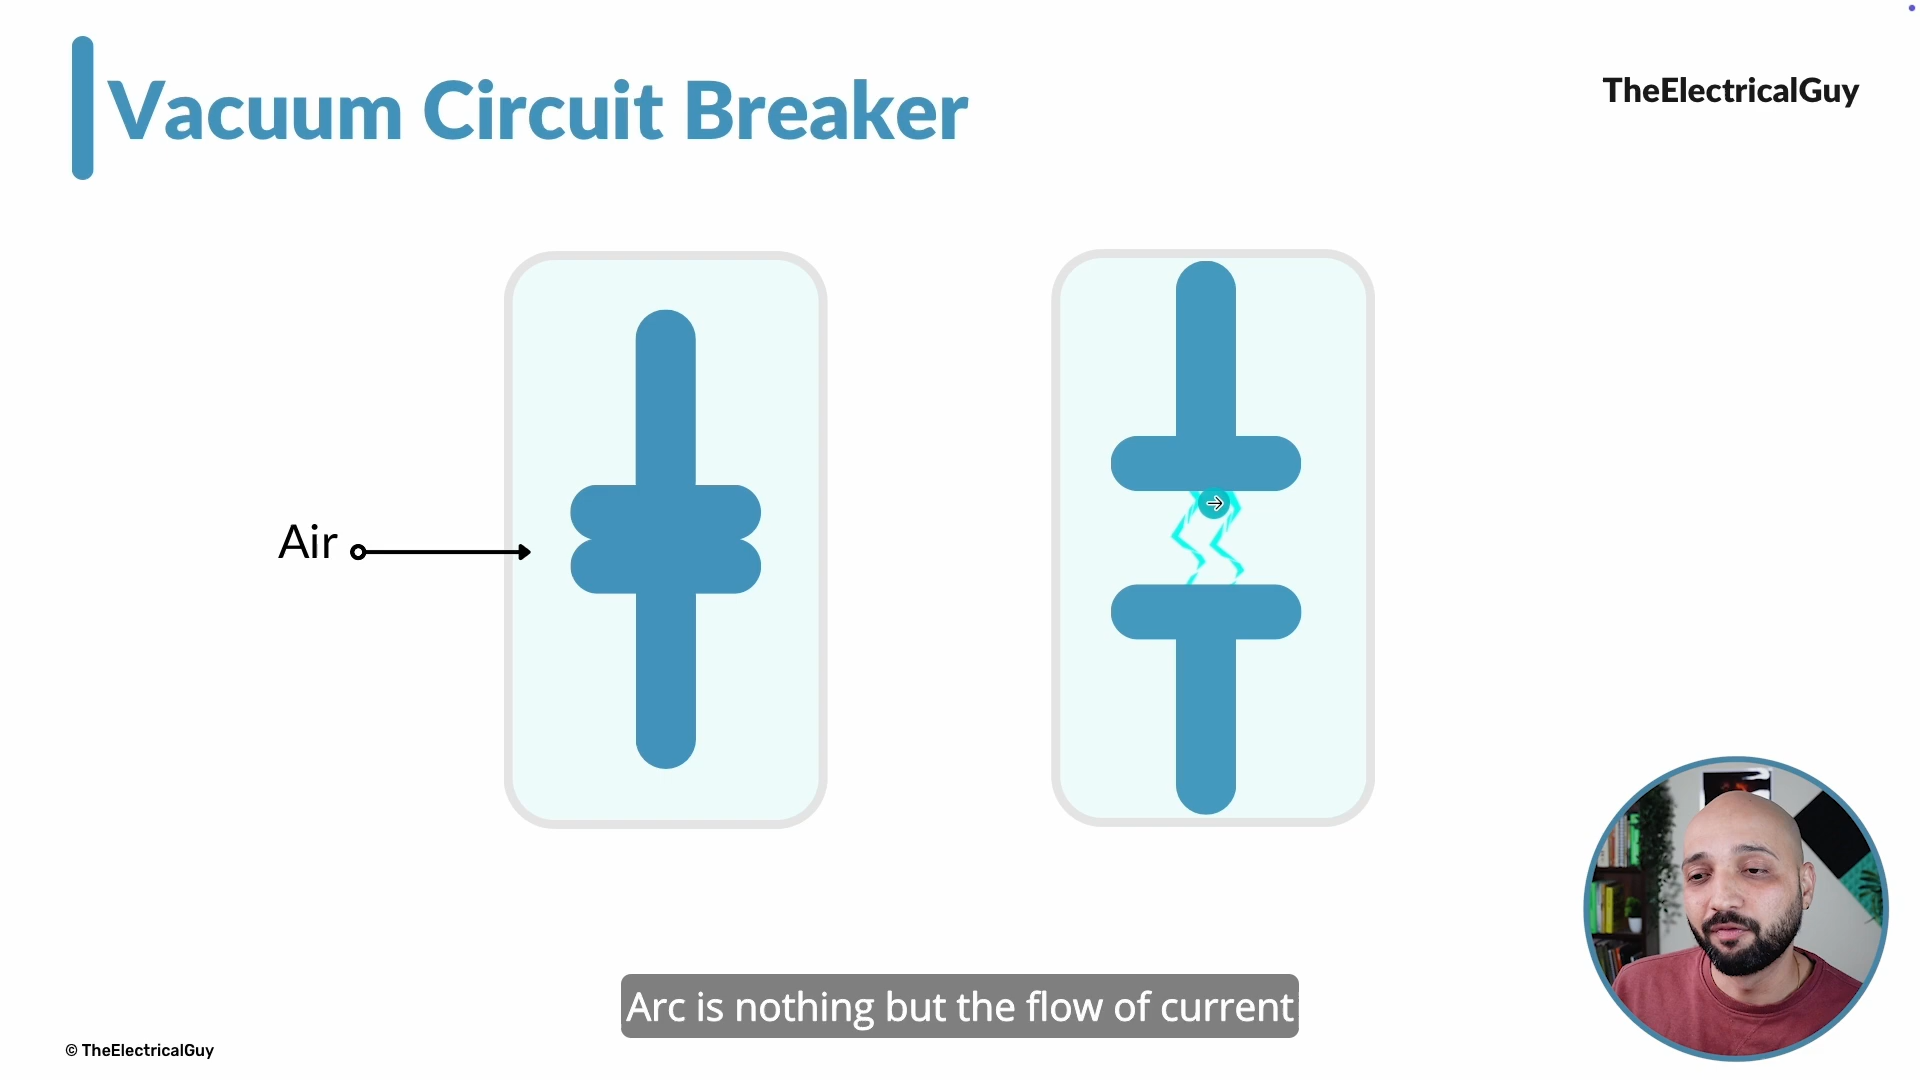 Vacuum Circuit Breaker
TheElectricalGuy
Air
Arc is nothing but the flow of current
© TheElectricalGuy